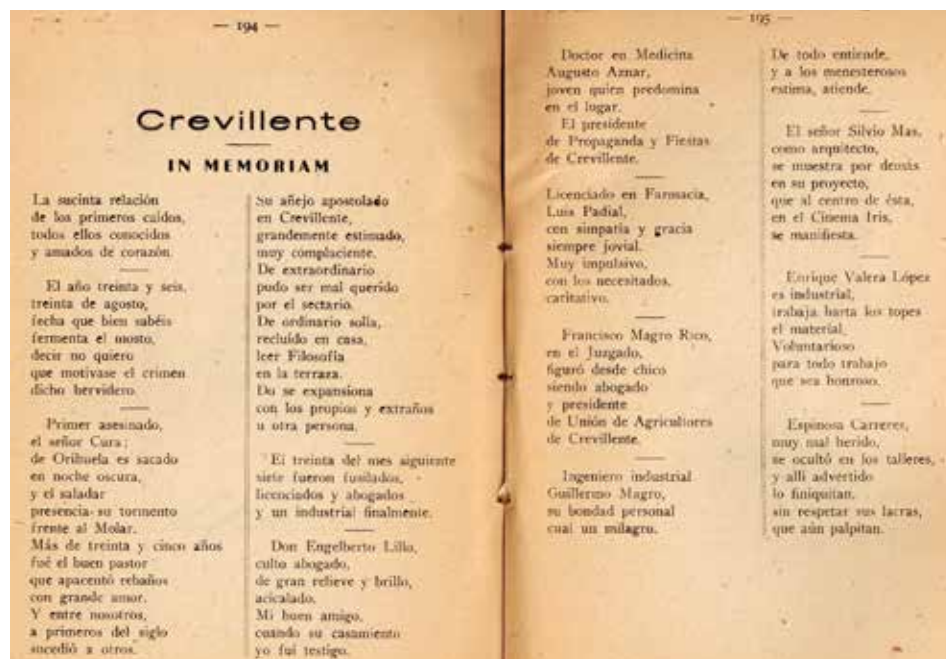 — 194 —
Crevillente
IN MEMORIAM
La sucinta relación
de los primeros caídos,
todos ellos conocidos
y amados de corazón.
El año treinta y seis,
treinta de agosto,
fecha que bien sabéis
fermenta el mosto,
decir no quiero
que motivase el crimen
dicho hervidero.
Primer asesinado,
el señor Cura;
de Orihuela es sacado
en noche oscura,
y el saladar
presencia su tormento
frente al Molar.
Más de treinta y cinco años
fué el buen pastor
que apacentó rebaños
con grande amor.
Y entre nosotros,
a primeros del siglo
sucedió a otros.
Su añejo apostolado
en Crevillente,
grandemente estimado,
muy complaciente.
De extraordinario
pudo ser mal querido
por el sectario.
De ordinario solía,
recluído en casa,
leer Filosofía
en la terraza.
Do se expansiona
con los propios y extraños
u otra persona.
El treinta del mes siguiente
siete fueron fusilados,
licenciados y abogados
y un industrial finalmente.
Don Engelberto Lillo,
culto abogado,
de gran relieve y brillo,
acicalado.
Mi buen amigo,
cuando su casamiento
yo fuí testigo.
— 195 —
Doctor en Medicina
Augusto Aznar,
joven quien predomina
en el lugar.
El presidente
de Propaganda y Fiestas
de Crevillente.
Licenciado en Farmacia,
Luis Padial,
con simpatía y gracia
siempre jovial.
Muy impulsivo,
con los necesitados,
caritativo.
Francisco Magro Rico,
en el Juzgado,
figuró desde chico
siendo abogado
y presidente
de Unión de Agricultores
de Crevillente.
Ingeniero industrial
Guillermo Magro,
su bondad personal
cual un milagro.
De todo entiende,
y a los menesterosos
estima, atiende.
El señor Silvio Mas,
como arquitecto,
se muestra por demás
en su proyecto,
que al centro de ésta,
en el Cinema Iris,
se manifiesta.
Enrique Valera López
es industrial,
trabaja harta los topes
el material.
Voluntarioso
para todo trabajo
que sea honroso.
Espinosa Carreres,
muy mal herido,
se ocultó en los talleres,
y allí advertido
lo finiquitan,
sin respetar sus lacras,
que aún palpitan.